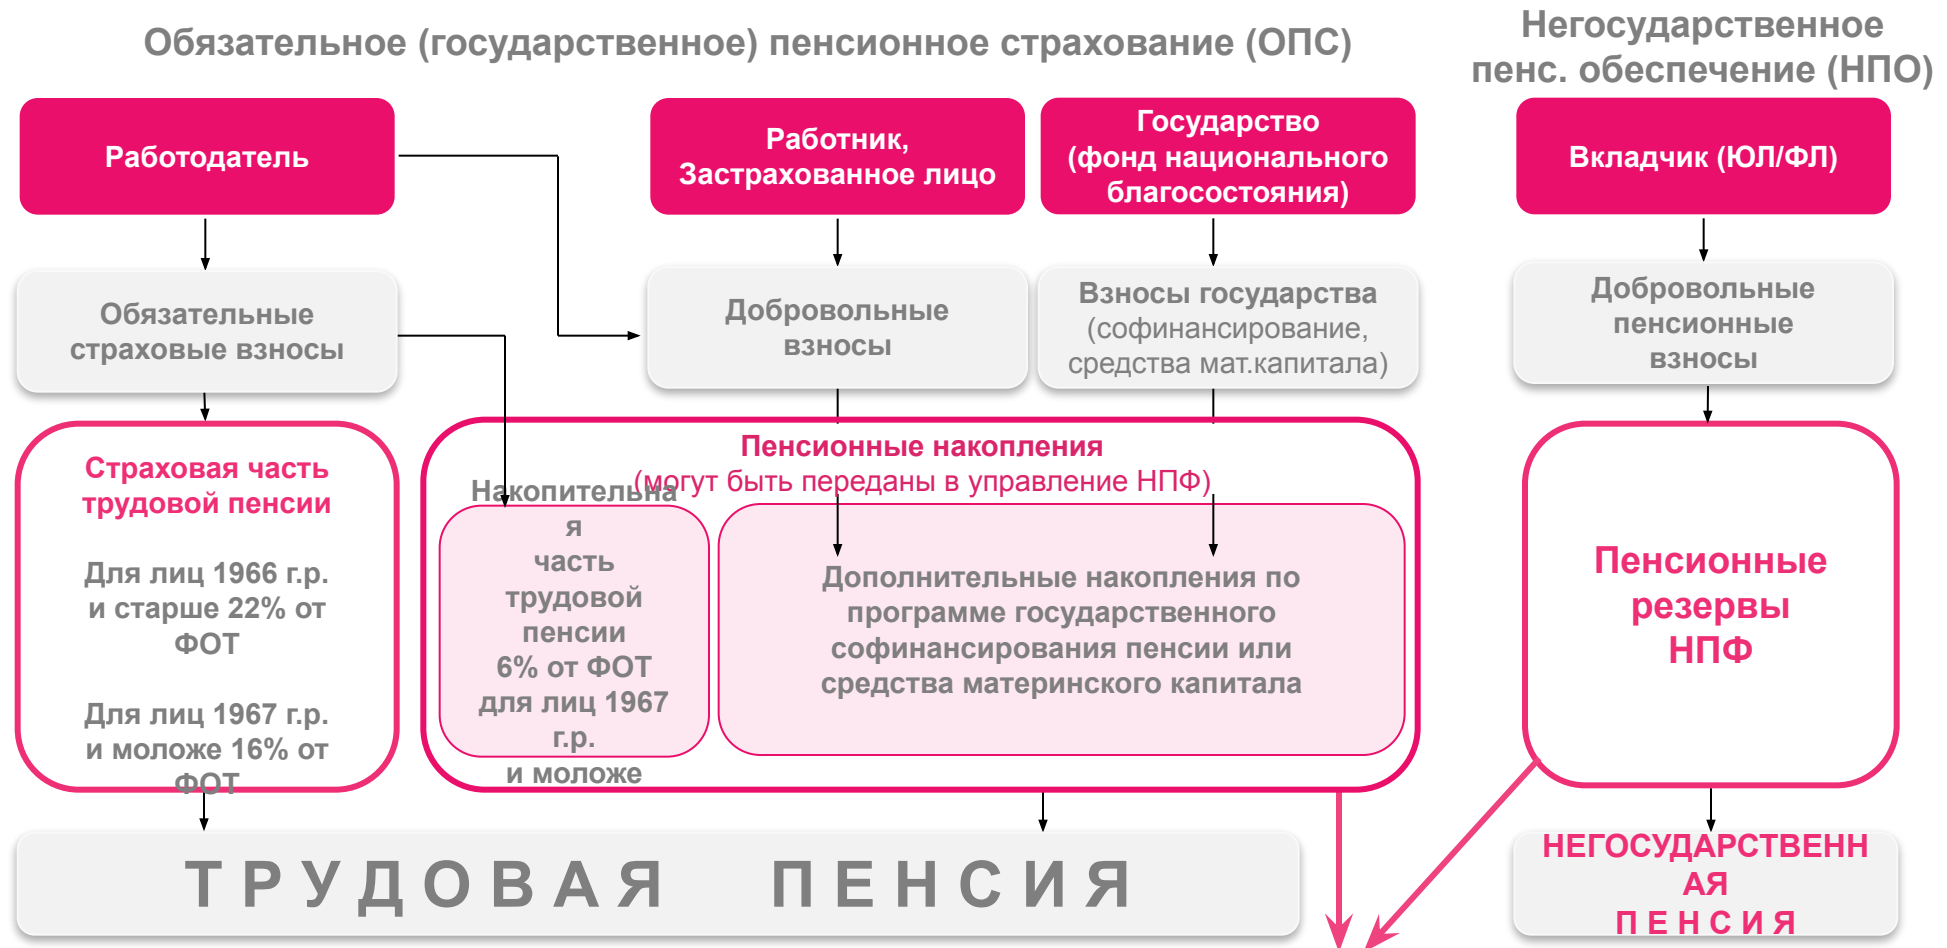 Обязательное (государственное) пенсионное страхование (ОПС)
Негосударственное
пенс. обеспечение (НПО)
Работодатель
Работник,
Застрахованное лицо
Государство
(фонд национального
благосостояния)
Вкладчик (ЮЛ/ФЛ)
Обязательные
страховые взносы
Добровольные
взносы
Взносы государства
(софинансирование,
средства мат.капитала)
Добровольные
пенсионные
взносы
Страховая часть
трудовой пенсии
Для лиц 1966 г.р.
и старше 22% от
ФОТ
Для лиц 1967 г.р.
и моложе 16% от
ФОТ
Пенсионные накопления
(могут быть переданы в управление НПФ)
Накопительна
я
часть
трудовой
пенсии
6% от ФОТ
для лиц 1967
г.р.
и моложе
Дополнительные накопления по
программе государственного
софинансирования пенсии или
средства материнского капитала
Пенсионные
резервы
НПФ
Т Р У Д О В А Я П Е Н С И Я
НЕГОСУДАРСТВЕНН
АЯ
П Е Н С И Я